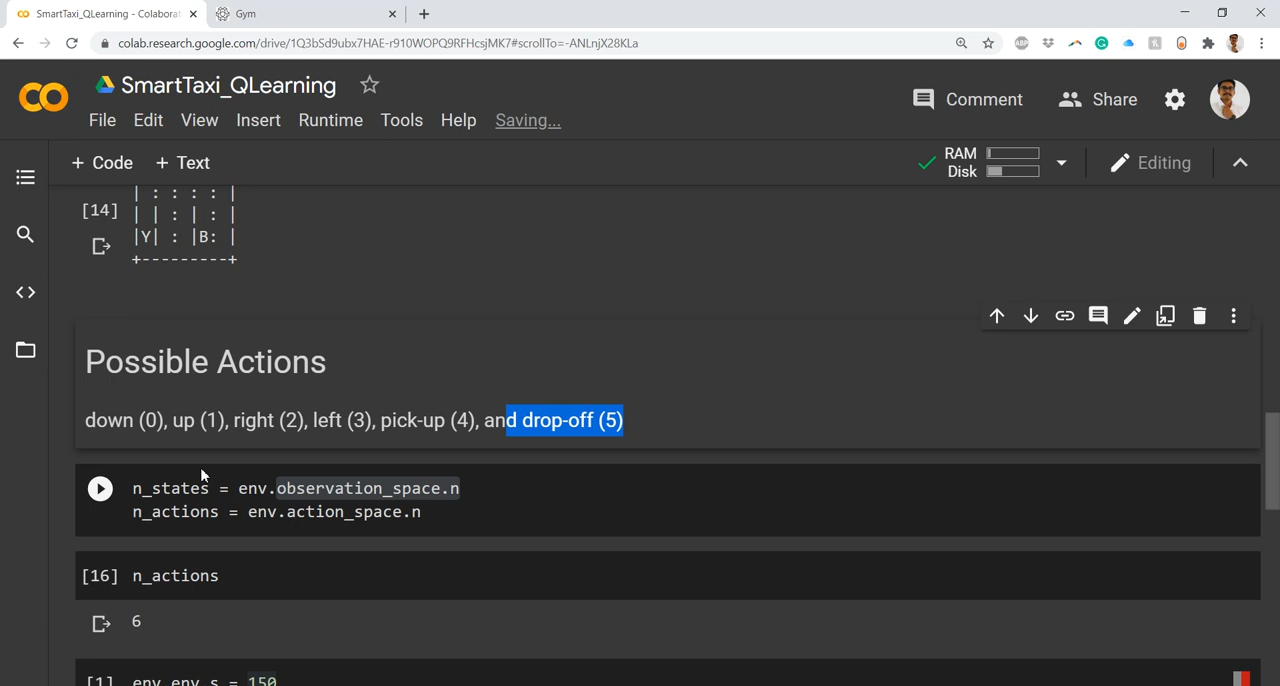 SmartTaxi_QLearning - Colaborat
Gym
colab.research.google.com/drive/1Q3bSd9ubx7HAE-r910WOPQ9RFHcsjMK7#scrollTo=-ANLnjX28KLa
ABP
CO SmartTaxi_QLearning
Comment
Share
File Edit View Insert Runtime Tools Help Saving...
+ Code + Text
RAM
Disk
Editing
| : : : : |
[14] | | : | : |
|Y| : |B: |
+---------+
Possible Actions
down (0), up (1), right (2), left (3), pick-up (4), and drop-off (5)
n_states = env.observation_space.n
n_actions = env.action_space.n
[16] n_actions
6
[1] env.env.s = 150